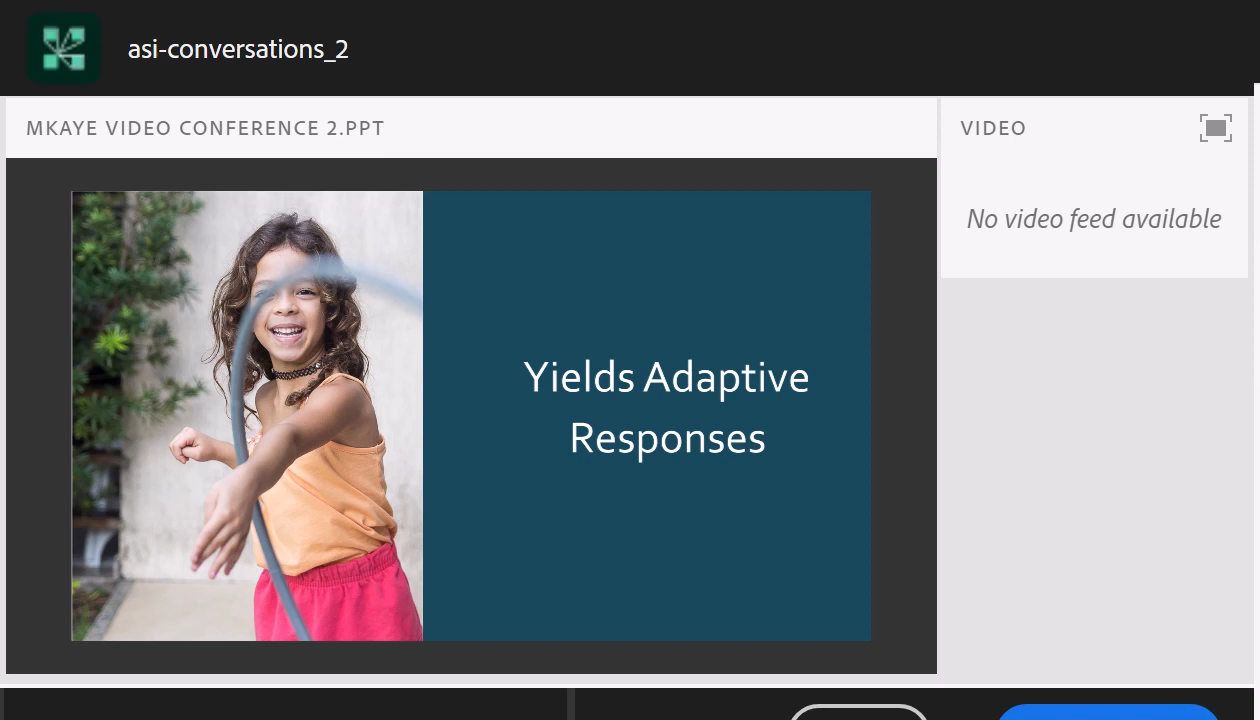 asi-conversations_2
MKAYE VIDEO CONFERENCE 2.PPT
VIDEO
No video feed available
Yields Adaptive
Responses